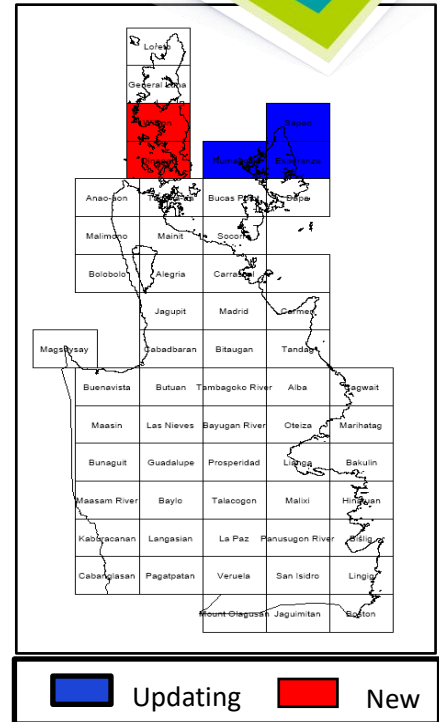 Loreto
General Luna
Sapao
Esperanza
Anao-aon Bucas Dapa
Malimono Mainit Socorro
Bolobolo Alegria Carrascal
Jagupit Madrid Carmen
Magsaysay Cabadbaran Bitaugan Tandag
Buenavista Butuan Tambagoko River Alba
Maasin Las Nieves Bayugan River Oteiza Marihatag
Bunaguit Guadalupe Prosperidad Lianga Bakulin
Maasam River Baylo Talacogon Malixi Hinatuan
Kabaracanan Langasian La Paz Panusugon River Bislig
Cabanglasan Pagatpatan Veruela San Isidro Lingig
Mount Olagusan Jaguimitan Boston
Updating New